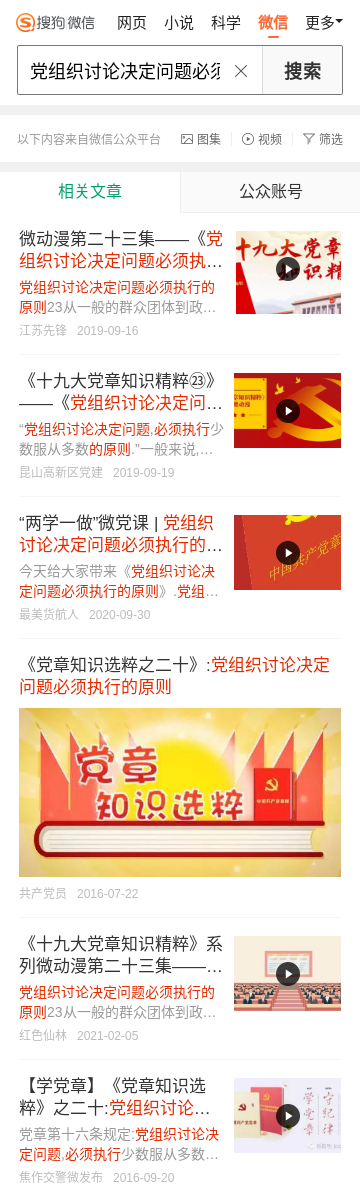 搜狗微信 网页 小说 科学 微信 更多
党组织讨论决定问题必须 搜索
以下内容来自微信公众平台 图集 视频 筛选
相关文章 公众账号
微动漫第二十三集——《党
组织讨论决定问题必须执…
党组织讨论决定问题必须执行的
原则23从一般的群众团体到政…
江苏先锋 2019-09-16
十九大党章
知识精
《十九大党章知识精粹㉓》
——《党组织讨论决定问…
“党组织讨论决定问题,必须执行少
数服从多数的原则.”一般来说,…
昆山高新区党建 2019-09-19
“两学一做”微党课 | 党组织
讨论决定问题必须执行的…
今天给大家带来《党组织讨论决
定问题必须执行的原则》.党组…
最美货航人 2020-09-30
中国共产党章
《党章知识选粹之二十》:党组织讨论决定
问题必须执行的原则
党章
知识选粹
共产党员 2016-07-22
《十九大党章知识精粹》系
列微动漫第二十三集——…
党组织讨论决定问题必须执行的
原则23从一般的群众团体到政…
红色仙林 2021-02-05
【学党章】《党章知识选
粹》之二十:党组织讨论…
党章第十六条规定:党组织讨论决
定问题,必须执行少数服从多数…
焦作交警微发布 2016-09-20
学党章
守纪律